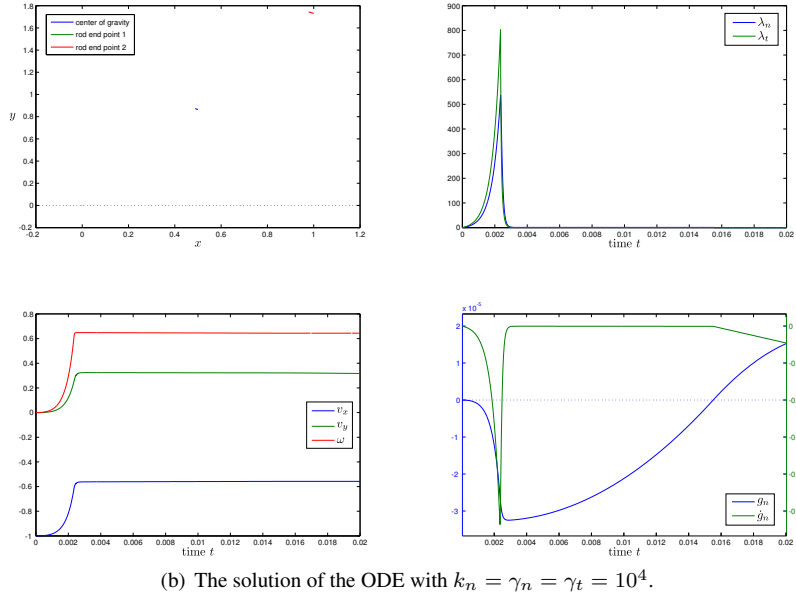 1.8
1.6
1.4
1.2
1
0.8
0.6
0.4
0.2
0
-0.2
y
-0.2 0 0.2 0.4 0.6 0.8 1 1.2
x
center of gravity
rod end point 1
rod end point 2
900
800
700
600
500
400
300
200
100
0
0 0.002 0.004 0.006 0.008 0.01 0.012 0.014 0.016 0.018 0.02
time t
λn
λt
0.8
0.6
0.4
0.2
0
-0.2
-0.4
-0.6
-0.8
-1
0 0.002 0.004 0.006 0.008 0.01 0.012 0.014 0.016 0.018 0.02
time t
vx
vy
ω
x 10⁻⁵
2
1
0
-1
-2
-3
0 0.002 0.004 0.006 0.008 0.01 0.012 0.014 0.016 0.018 0.02
time t
0
-0.
-0.
-0.
-0.
-0.
gn
ġn
(b) The solution of the ODE with kn = γn = γt = 10⁴.